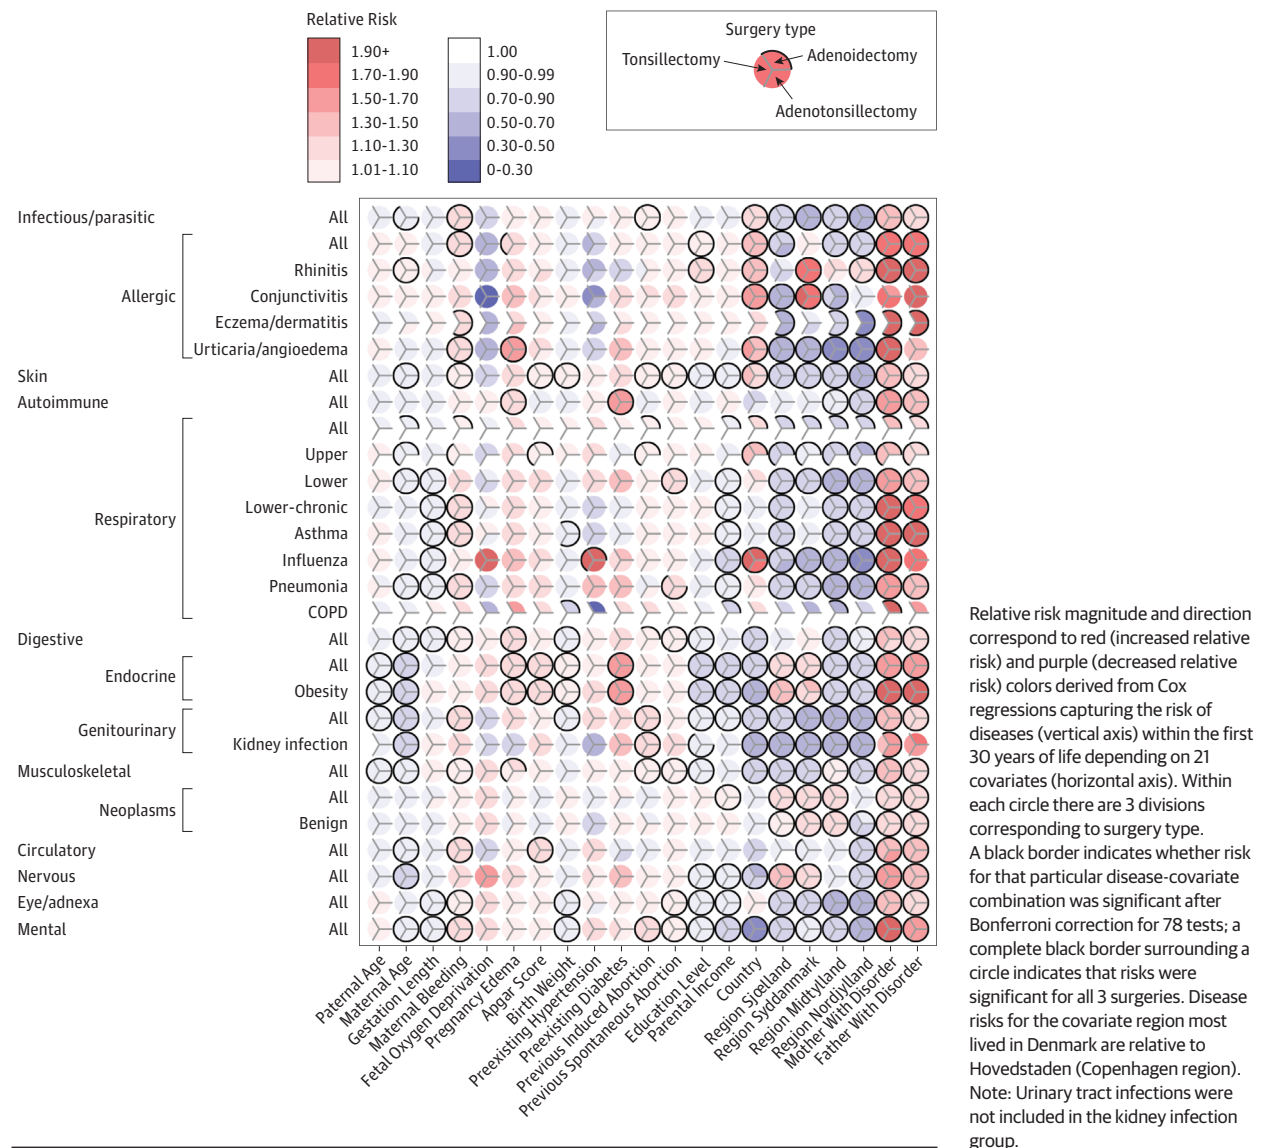 Relative Risk
1.90+
1.70-1.90
1.50-1.70
1.30-1.50
1.10-1.30
1.01-1.10
1.00
0.90-0.99
0.70-0.90
0.50-0.70
0.30-0.50
0-0.30
Surgery type
Tonsillectomy
Adenoidectomy
Adenotonsillectomy
Infectious/parasitic All
Allergic
All
Rhinitis
Conjunctivitis
Eczema/dermatitis
Urticaria/angioedema
Skin All
Autoimmune All
Respiratory
All
Upper
Lower
Lower-chronic
Asthma
Influenza
Pneumonia
COPD
Digestive All
Endocrine
All
Obesity
Genitourinary
All
Kidney infection
Musculoskeletal All
Neoplasms
All
Benign
Circulatory All
Nervous All
Eye/adnexa All
Mental All
Paternal Age
Maternal Age
Gestation Length
Maternal Bleeding
Fetal Oxygen Deprivation
Pregnancy Edema
Apgar Score
Birth Weight
Preexisting Hypertension
Preexisting Diabetes
Previous Induced Abortion
Previous Spontaneous Abortion
Education Level
Parental Income
Country
Region Sjœlland
Region Syddanmark
Region Midtylland
Region Nordjylland
Mother With Disorder
Father With Disorder
Relative risk magnitude and direction
correspond to red (increased relative
risk) and purple (decreased relative
risk) colors derived from Cox
regressions capturing the risk of
diseases (vertical axis) within the first
30 years of life depending on 21
covariates (horizontal axis). Within
each circle there are 3 divisions
corresponding to surgery type.
A black border indicates whether risk
for that particular disease-covariate
combination was significant after
Bonferroni correction for 78 tests; a
complete black border surrounding a
circle indicates that risks were
significant for all 3 surgeries. Disease
risks for the covariate region most
lived in Denmark are relative to
Hovedstaden (Copenhagen region).
Note: Urinary tract infections were
not included in the kidney infection
group.